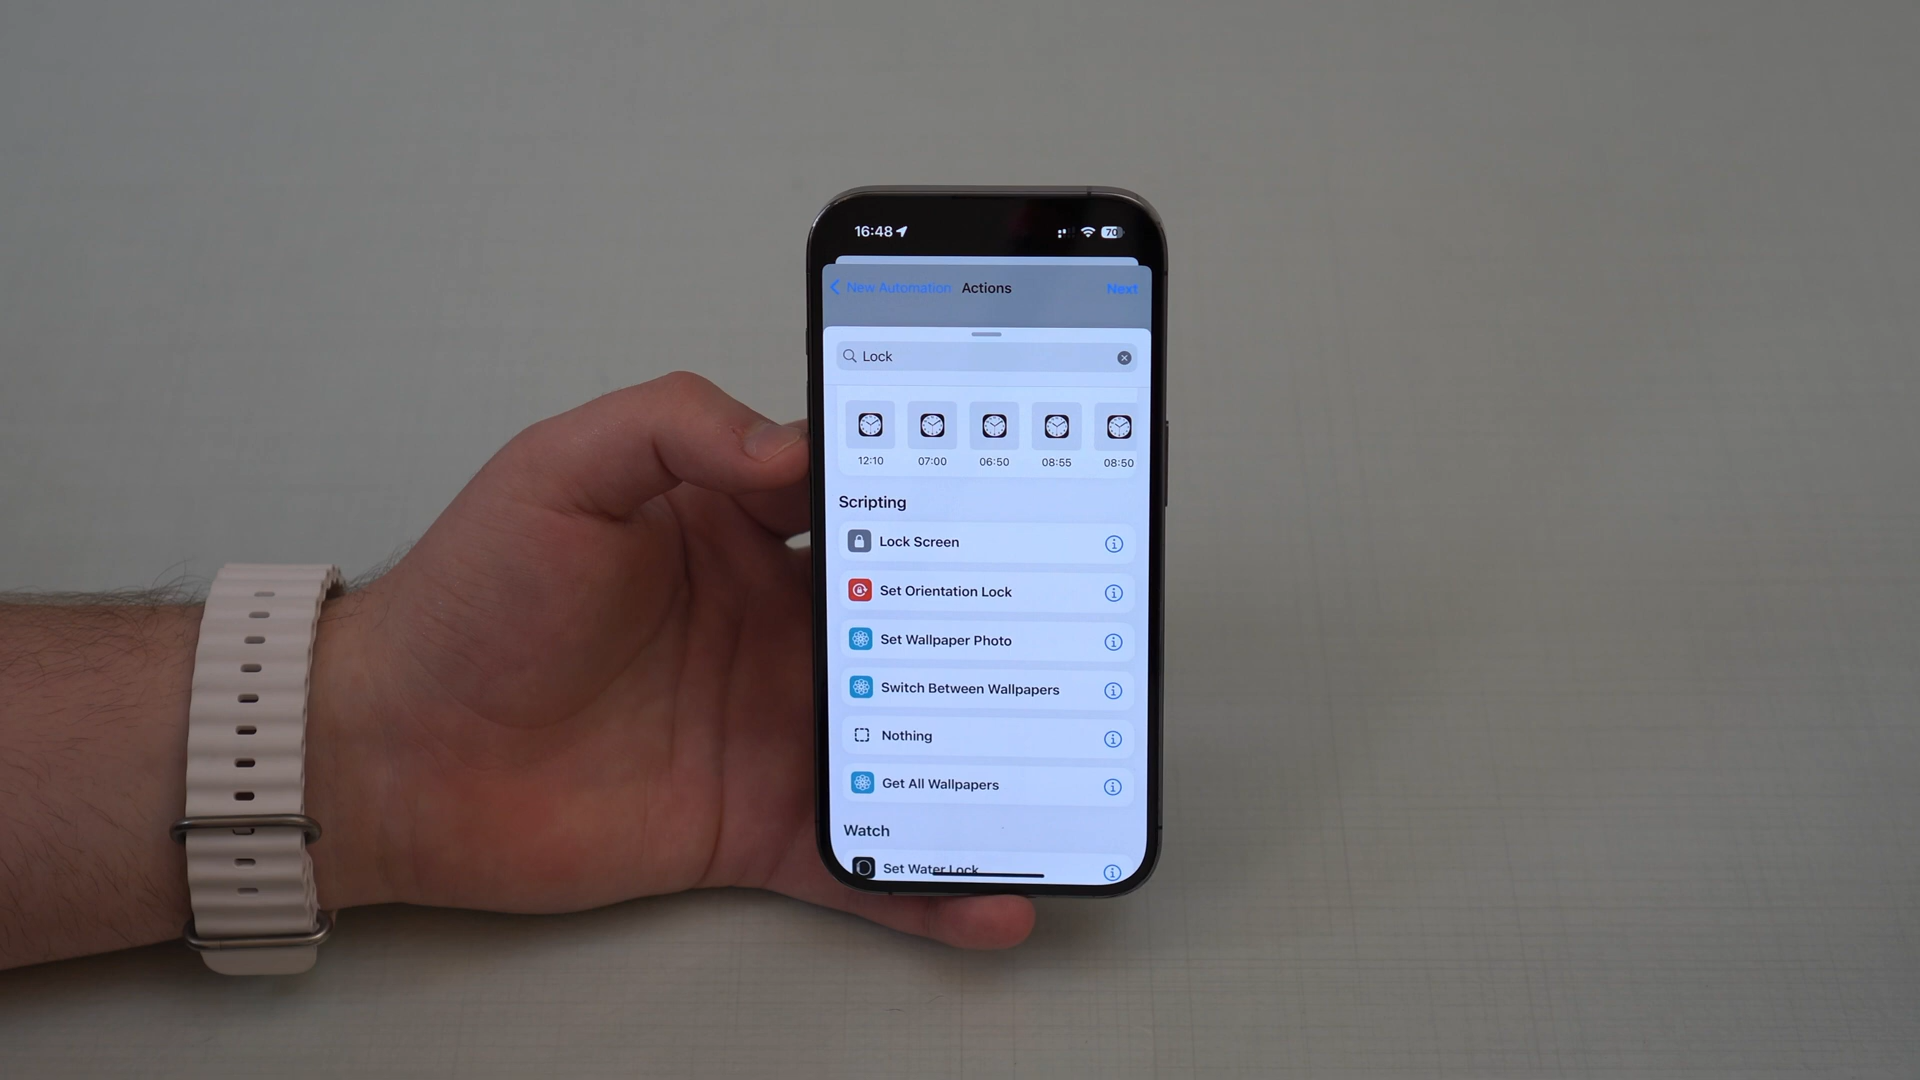 16:48
70
New Automation Actions Next
Lock
12:10 07:00 06:50 08:55 08:50
Scripting
Lock Screen
Set Orientation Lock
Set Wallpaper Photo
Switch Between Wallpapers
Nothing
Get All Wallpapers
Watch
Set Water Lock